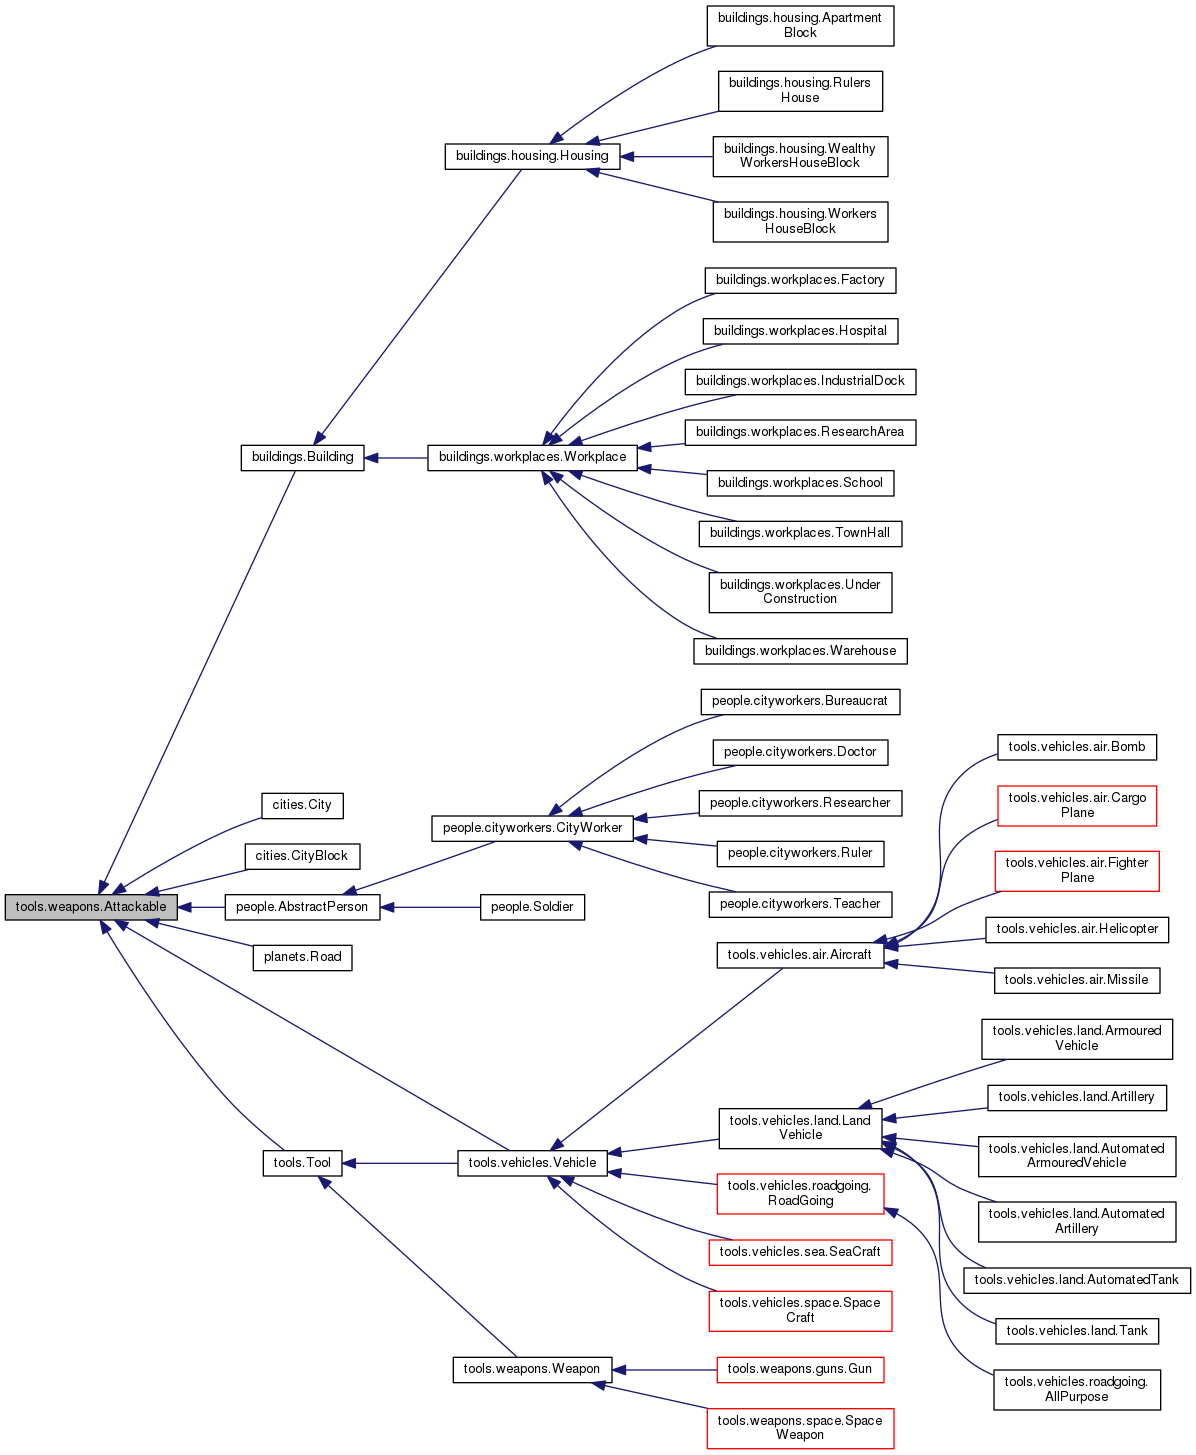 buildings.housing.Apartment
Block
buildings.housing.Rulers
House
buildings.housing.Housing
buildings.housing.Wealthy
WorkersHouseBlock
buildings.housing.Workers
HouseBlock
buildings.workplaces.Factory
buildings.workplaces.Hospital
buildings.workplaces.IndustrialDock
buildings.workplaces.ResearchArea
buildings.Building
buildings.workplaces.Workplace
buildings.workplaces.School
buildings.workplaces.TownHall
buildings.workplaces.Under
Construction
buildings.workplaces.Warehouse
people.cityworkers.Bureaucrat
people.cityworkers.Doctor
tools.vehicles.air.Bomb
cities.City
people.cityworkers.Researcher
tools.vehicles.air.Cargo
Plane
people.cityworkers.CityWorker
cities.CityBlock
people.cityworkers.Ruler
tools.vehicles.air.Fighter
Plane
tools.weapons.Attackable
people.AbstractPerson
people.Soldier
people.cityworkers.Teacher
tools.vehicles.air.Helicopter
planets.Road
tools.vehicles.air.Aircraft
tools.vehicles.air.Missile
tools.vehicles.land.Armoured
Vehicle
tools.vehicles.land.Artillery
tools.vehicles.land.Land
Vehicle
tools.vehicles.land.Automated
ArmouredVehicle
tools.Tool
tools.vehicles.Vehicle
tools.vehicles.roadgoing.
RoadGoing
tools.vehicles.land.Automated
Artillery
tools.vehicles.sea.SeaCraft
tools.vehicles.land.AutomatedTank
tools.vehicles.space.Space
Craft
tools.vehicles.land.Tank
tools.weapons.Weapon
tools.weapons.guns.Gun
tools.vehicles.roadgoing.
AllPurpose
tools.weapons.space.Space
Weapon